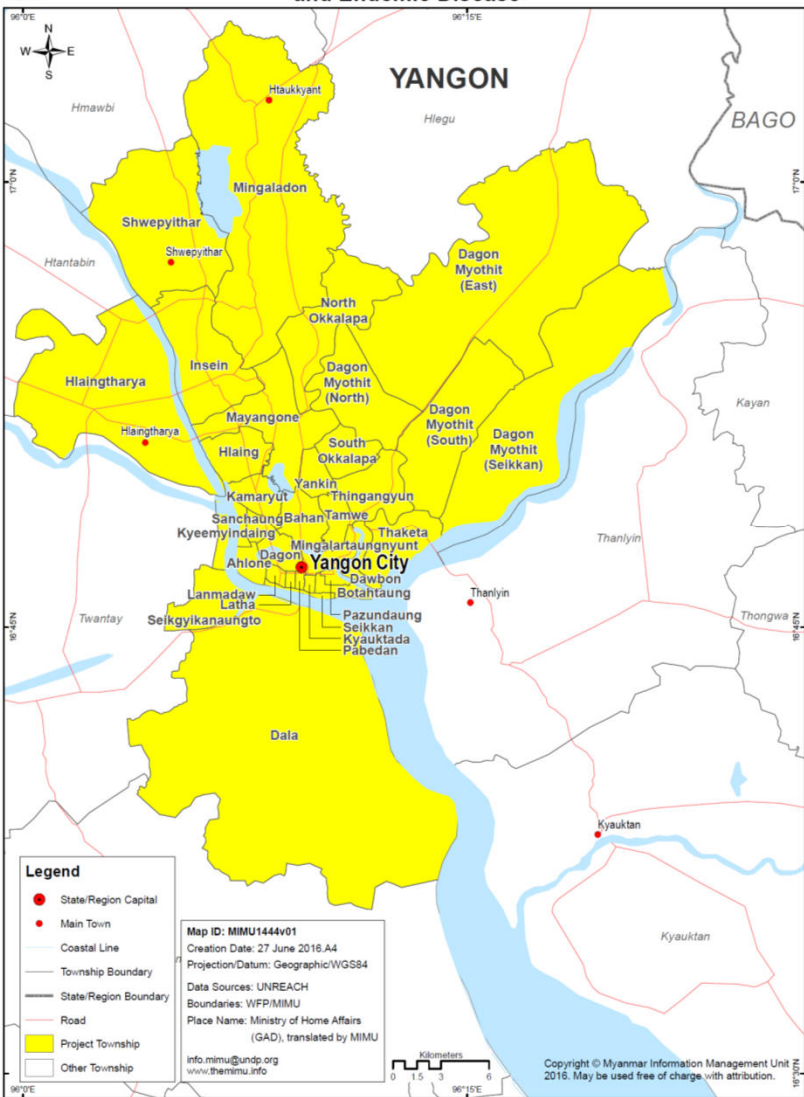 and Endemic Disease
96°0'E
96°15'E
N
W
E
S
Htaukkyant
YANGON
Hmawbi
Hlegu
BAGO
17°0'N
17°0'N
Mingaladon
Shwepyithar
Shwepyithar
Htantabin
Dagon
Myothit
(East)
North
Okkalapa
Insein
Hlaingtharya
Dagon
Myothit
(North)
Kayan
Mayangone
Dagon
Myothit
(South)
Hlaingtharya
Dagon
Myothit
(Seikkan)
Hlaing
South
Okkalapa
Yankin
Kamaryut
Thingangyun
Sanchaung
Bahan
Tamwe
Kyeemyindaing
Thaketa
Mingalartaungnyunt
Dagon
Thanlyin
Ahlone
Yangon City
Dawbon
Lanmadaw
Botahtaung
Latha
Thanlyin
Seikgyikanaungto
Pazundaung
Seikkan
Kyauktada
Pabedan
Twantay
Thongwa
16°45'N
16°45'N
Dala
Kyauktan
Kyauktan
Legend
State/Region Capital
Main Town
Coastal Line
Township Boundary
State/Region Boundary
Road
Project Township
Other Township
Map ID: MIMU1444v01
Creation Date: 27 June 2016.A4
Projection/Datum: Geographic/WGS84
Data Sources: UNREACH
Boundaries: WFP/MIMU
Place Name: Ministry of Home Affairs
(GAD), translated by MIMU
info.mimu@undp.org
www.themimu.info
Kilometers
0 1.5 3 6
Copyright © Myanmar Information Management Unit
2016. May be used free of charge with attribution.
16°30'N
96°0'E
96°15'E